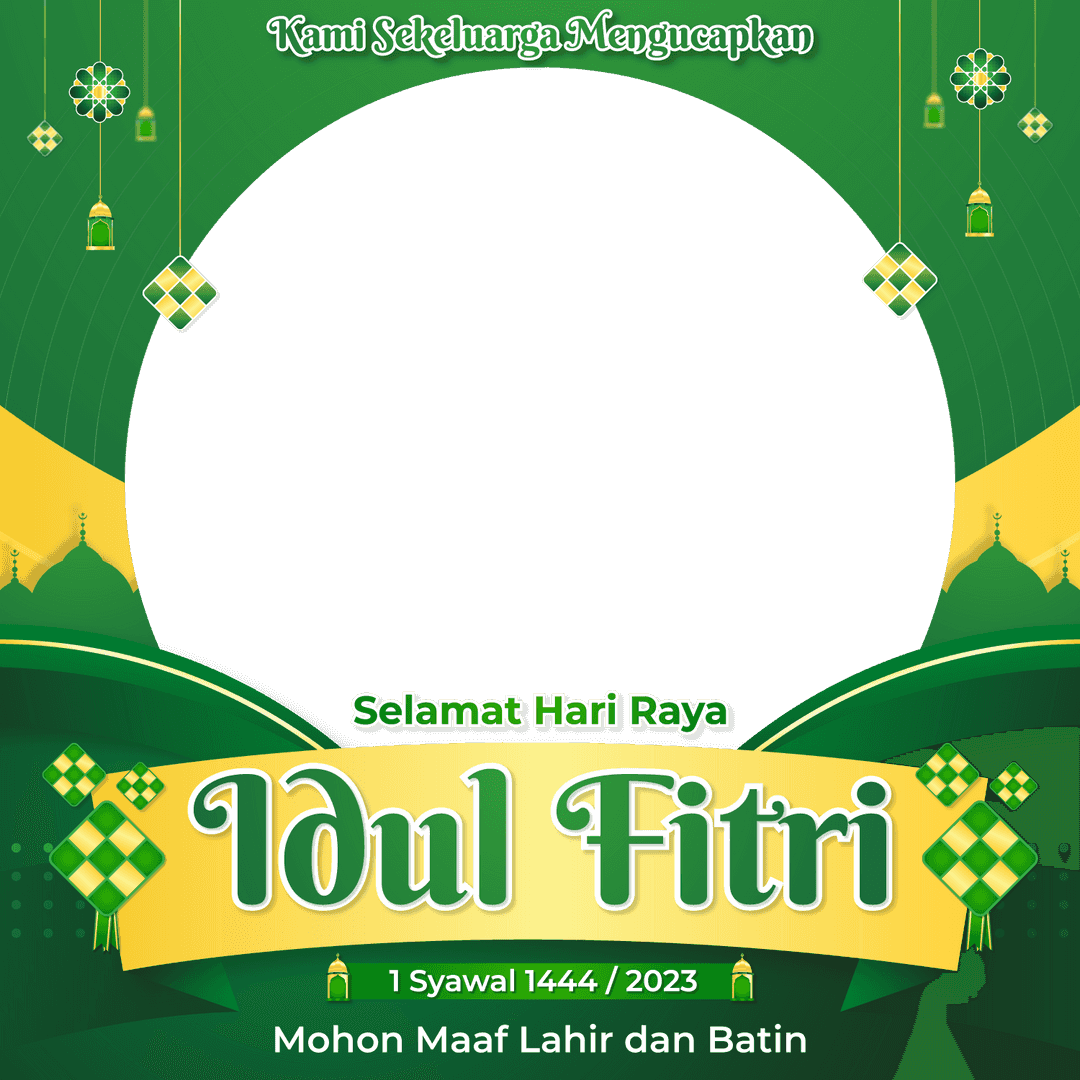 Kami Sekeluarga Mengucapkan
Selamat Hari Raya
Idul Fitri
1 Syawal 1444 / 2023
Mohon Maaf Lahir dan Batin